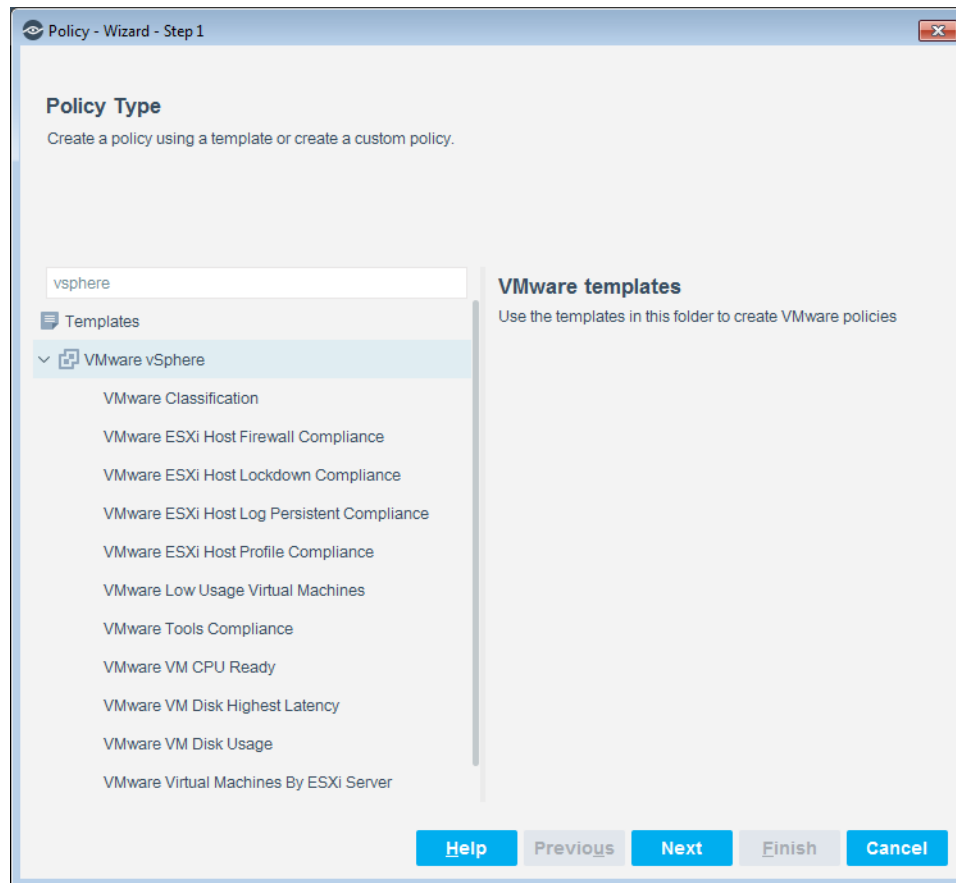 Policy - Wizard - Step 1
Policy Type
Create a policy using a template or create a custom policy.
vsphere
Templates
VMware vSphere
VMware Classification
VMware ESXi Host Firewall Compliance
VMware ESXi Host Lockdown Compliance
VMware ESXi Host Log Persistent Compliance
VMware ESXi Host Profile Compliance
VMware Low Usage Virtual Machines
VMware Tools Compliance
VMware VM CPU Ready
VMware VM Disk Highest Latency
VMware VM Disk Usage
VMware Virtual Machines By ESXi Server
VMware templates
Use the templates in this folder to create VMware policies
Help
Previous
Next
Finish
Cancel